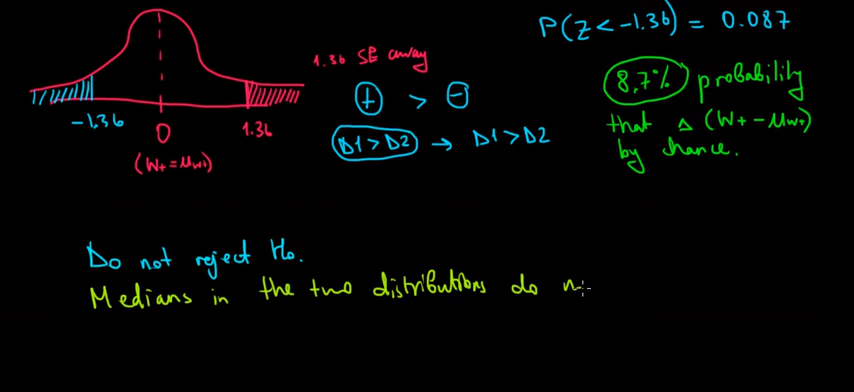 P(Z < -1.36) = 0.087
1.36 SE away
8.7% probability
that Δ (W+ - μw+)
by chance.
+ > -
-1.36
0
1.36
(W+ = μw+)
D1 > D2 → D1 > D2
Do not reject Ho.
Medians in the two distributions do n